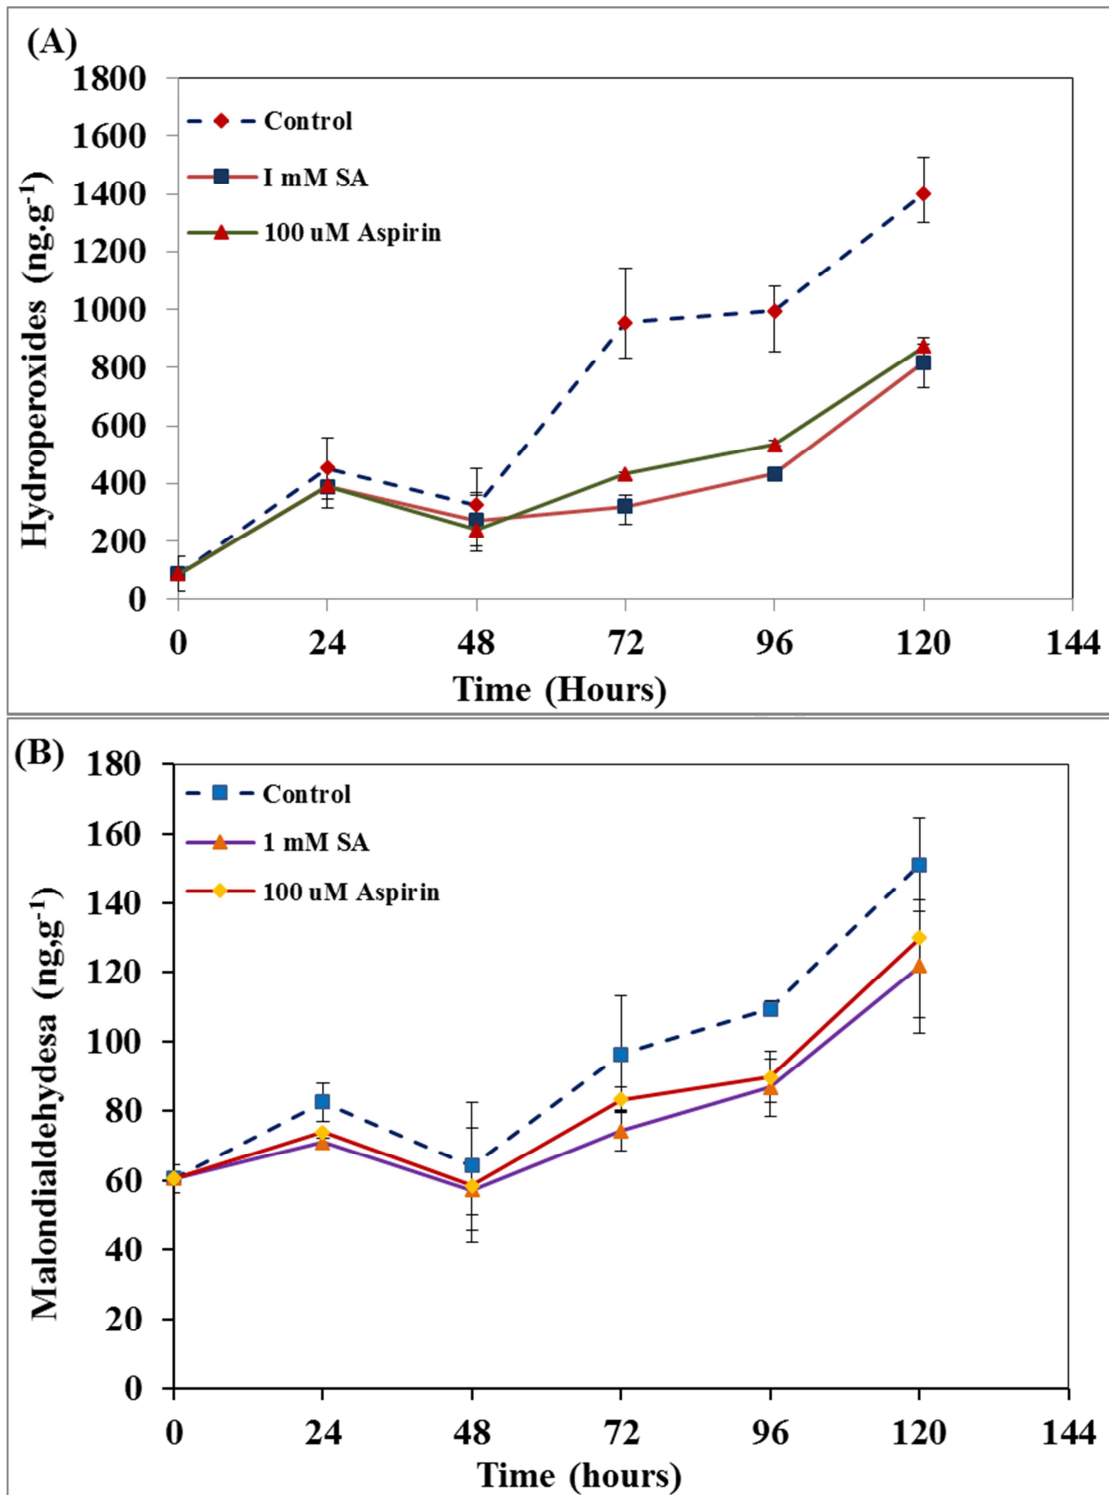 (A)
1800
1600
1400
1200
1000
800
600
400
200
0
Hydroperoxides (ng.g-1)
Control
I mM SA
100 uM Aspirin
0 24 48 72 96 120 144
Time (Hours)
(B)
180
160
140
120
100
80
60
40
20
0
Malondialdehydesa (ng,g-1)
Control
1 mM SA
100 uM Aspirin
0 24 48 72 96 120 144
Time (hours)